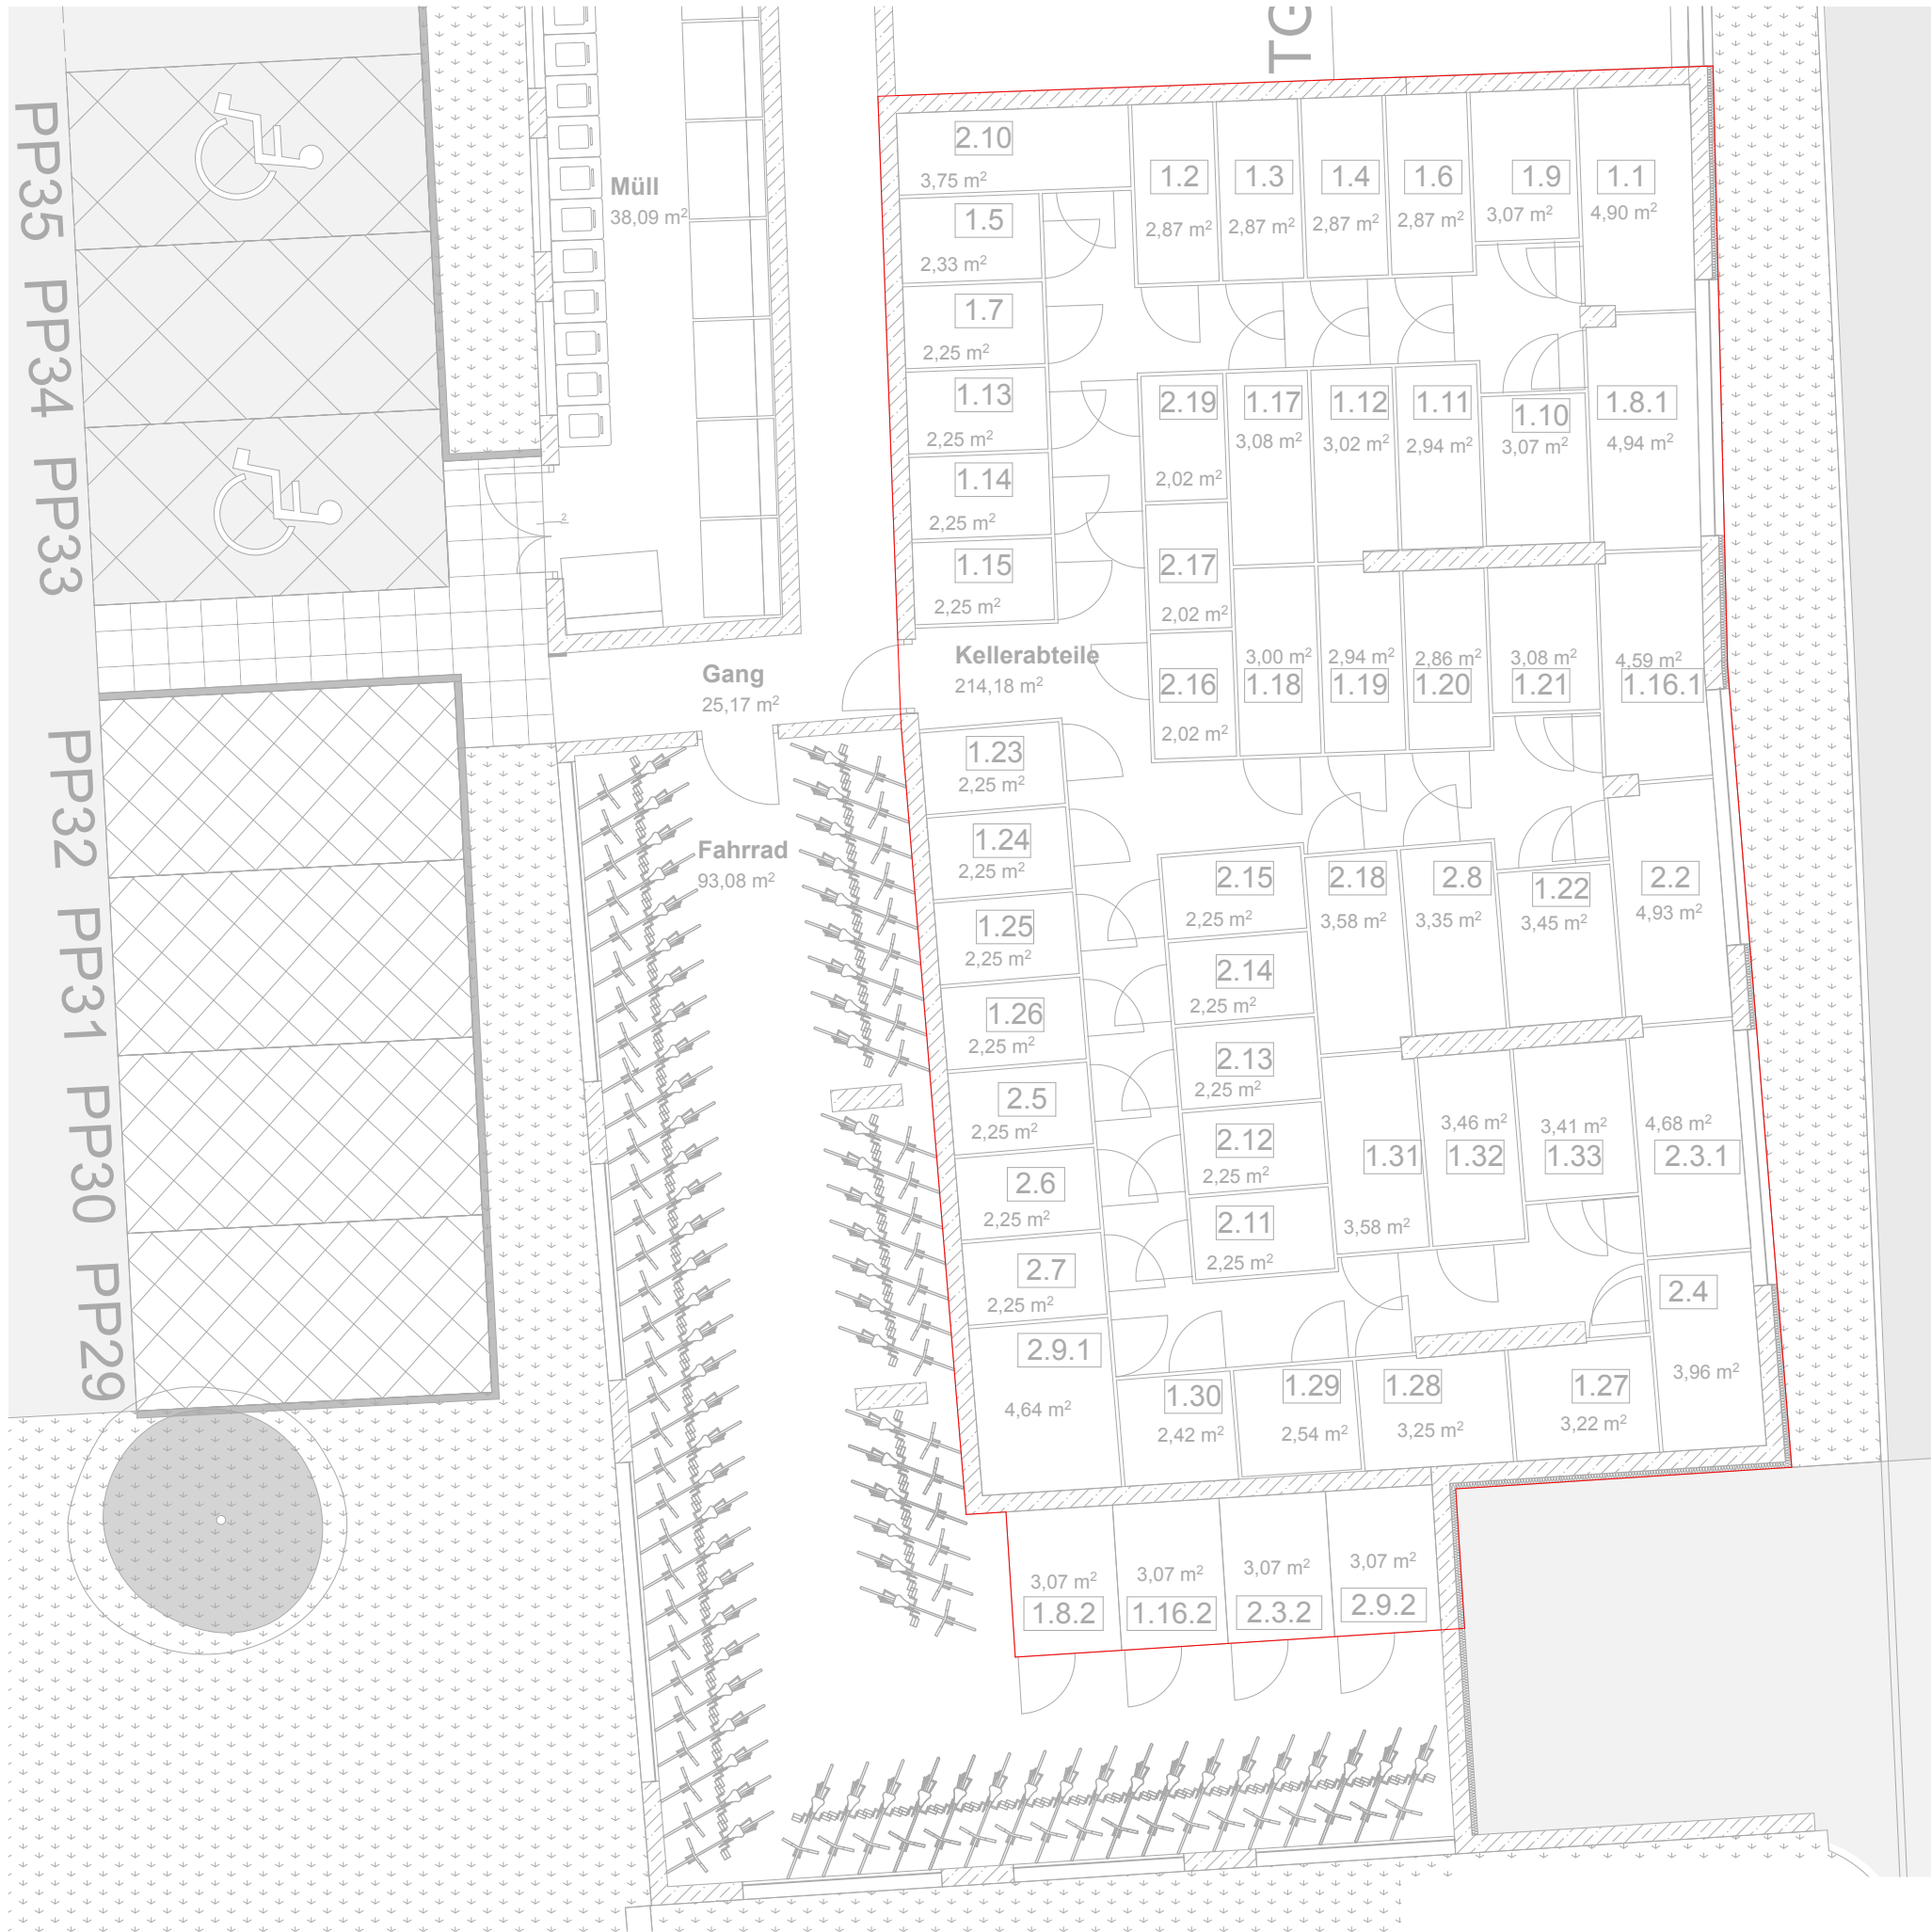 TG
PP35
PP34
PP33
PP32
PP31
PP30
PP29
Müll
38,09 m²
2
Gang
25,17 m²
Fahrrad
93,08 m²
Kellerabteile
214,18 m²
2.10
3,75 m²
1.2
2,87 m²
1.3
2,87 m²
1.4
2,87 m²
1.6
2,87 m²
1.9
3,07 m²
1.1
4,90 m²
1.5
2,33 m²
1.7
2,25 m²
1.13
2,25 m²
1.14
2,25 m²
1.15
2,25 m²
2.19
2,02 m²
1.17
3,08 m²
1.12
3,02 m²
1.11
2,94 m²
1.10
3,07 m²
1.8.1
4,94 m²
2.17
2,02 m²
2.16
2,02 m²
3,00 m²
1.18
2,94 m²
1.19
2,86 m²
1.20
3,08 m²
1.21
4,59 m²
1.16.1
1.23
2,25 m²
1.24
2,25 m²
1.25
2,25 m²
1.26
2,25 m²
2.5
2,25 m²
2.6
2,25 m²
2.7
2,25 m²
2.9.1
4,64 m²
2.15
2,25 m²
2.14
2,25 m²
2.13
2,25 m²
2.12
2,25 m²
2.11
2,25 m²
2.18
3,58 m²
2.8
3,35 m²
1.22
3,45 m²
2.2
4,93 m²
1.31
3,58 m²
3,46 m²
1.32
3,41 m²
1.33
4,68 m²
2.3.1
2.4
3,96 m²
1.30
2,42 m²
1.29
2,54 m²
1.28
3,25 m²
1.27
3,22 m²
3,07 m²
1.8.2
3,07 m²
1.16.2
3,07 m²
2.3.2
3,07 m²
2.9.2